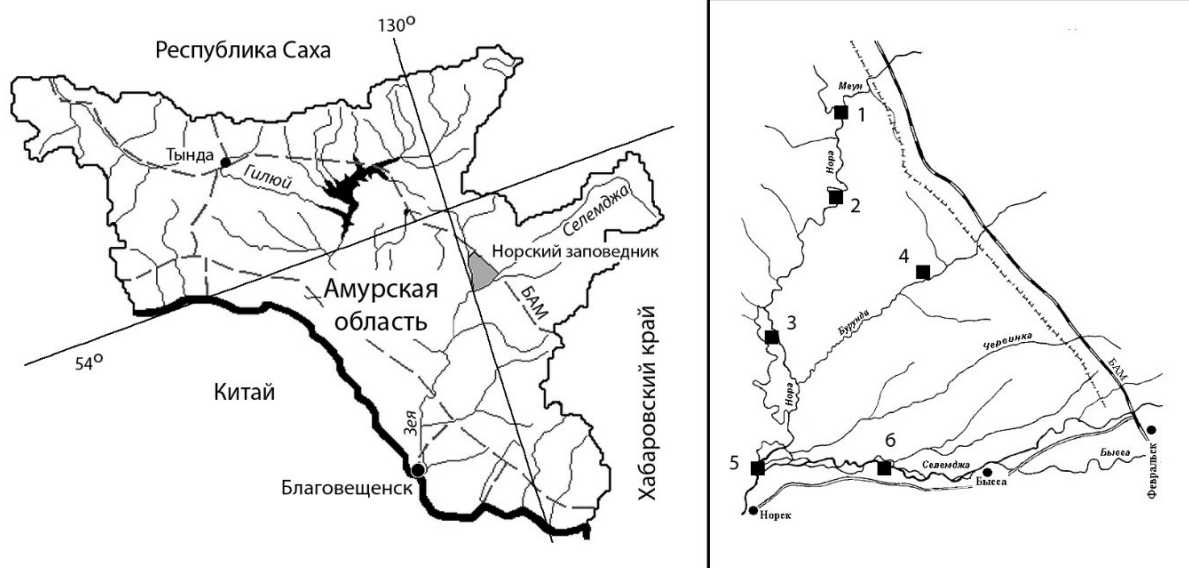 130°
Республика Саха
Тында
Гилюй
Селемджа
Норский заповедник
Амурская
область
БАМ
54°
Китай
Зея
Благовещенск
Хабаровский край
Меун
1
Нора
2
4
3
Бурунда
Червинка
Нора
БАМ
5
6
Селемджа
Бысса
Бысса
Февральск
Норск